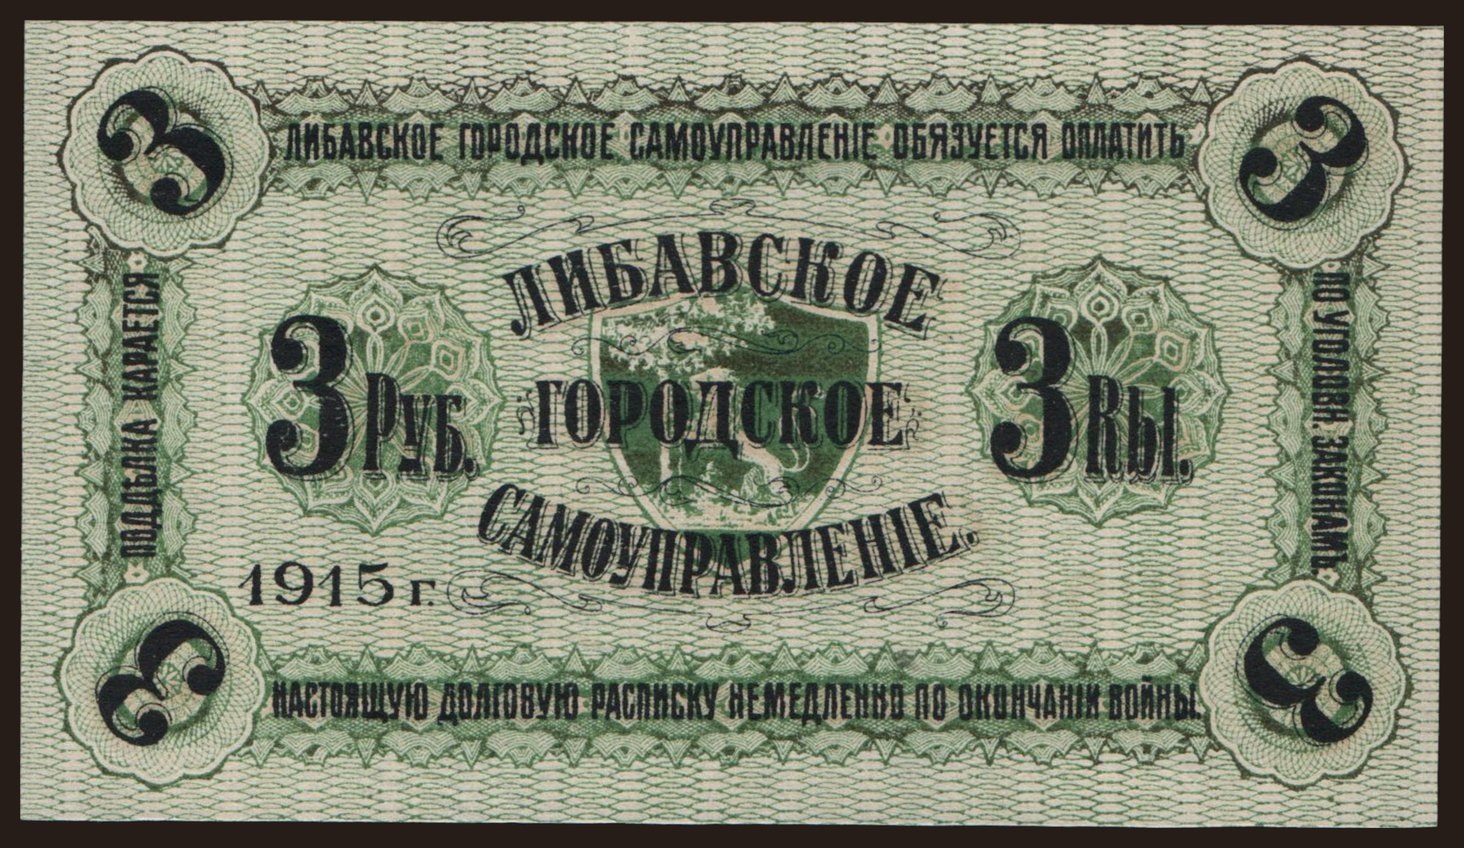 3
3
ЛИБАВСКОЕ ГОРОДСКОЕ САМОУПРАВЛЕНІЕ ОБЯЗУЕТСЯ ОПЛАТИТЬ
ПОДДѢЛКА КАРАЕТСЯ
ПО УГОЛОВН. ЗАКОНАМЪ.
ЛИБАВСКОЕ
3 РУБ.
ГОРОДСКОЕ
3 Rbl.
САМОУПРАВЛЕНІЕ.
1915 г.
3
3
НАСТОЯЩУЮ ДОЛГОВУЮ РАСПИСКУ НЕМЕДЛЕННО ПО ОКОНЧАНІИ ВОЙНЫ.